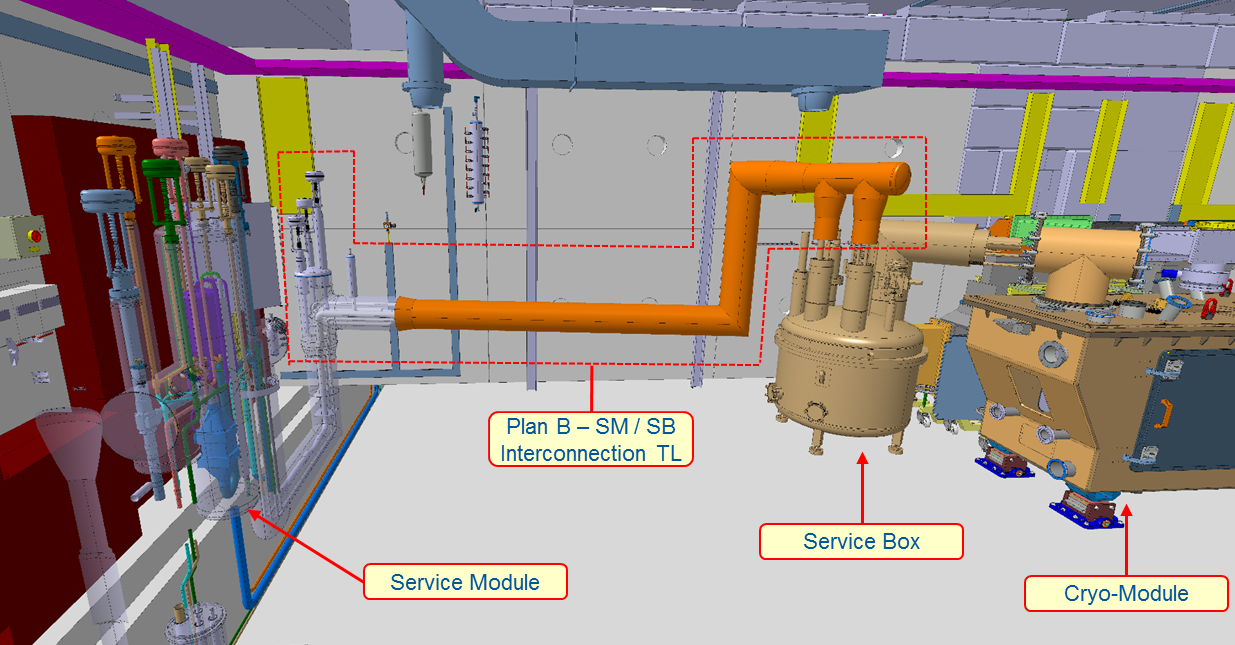 Plan B – SM / SB
Interconnection TL
Service Box
Service Module
Cryo-Module